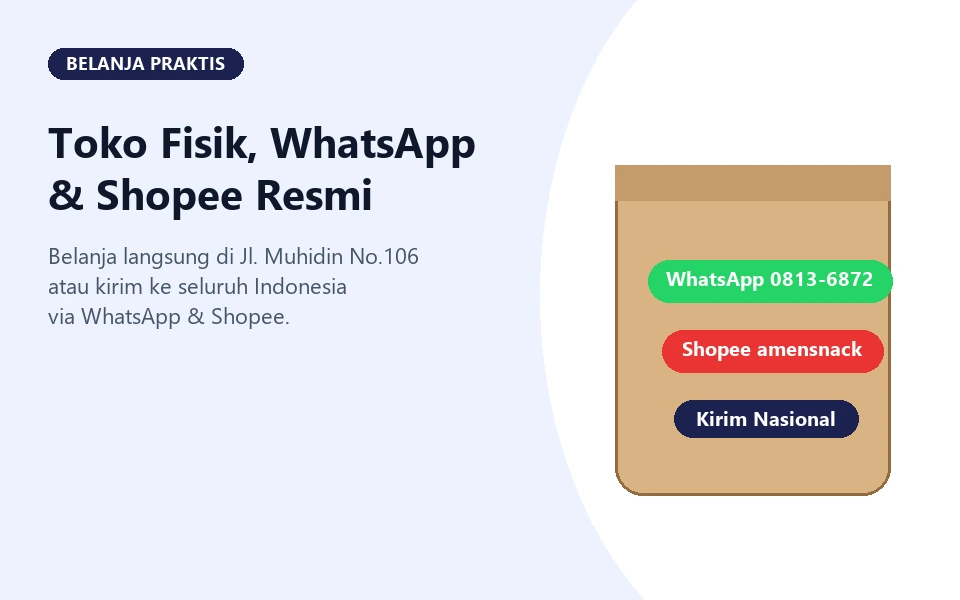 BELANJA PRAKTIS
Toko Fisik, WhatsApp
& Shopee Resmi
Belanja langsung di Jl. Muhidin No.106
atau kirim ke seluruh Indonesia
via WhatsApp & Shopee.
WhatsApp 0813-6872
Shopee amensnack
Kirim Nasional